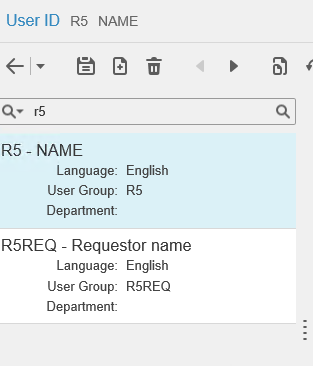 User ID R5 NAME
r5
R5 - NAME
Language: English
User Group: R5
Department:
R5REQ - Requestor name
Language: English
User Group: R5REQ
Department: